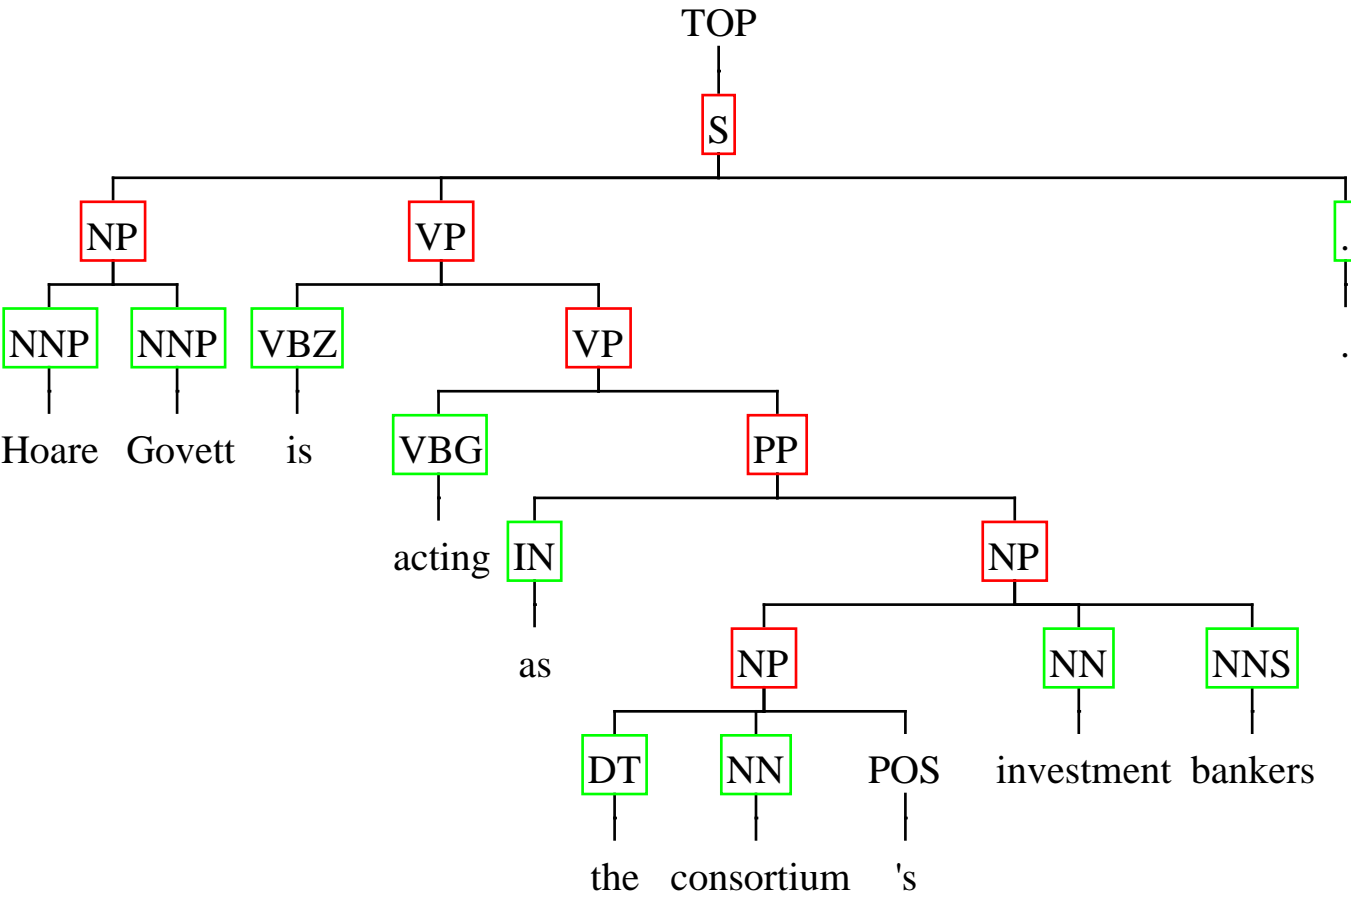 TOP
S
NP VP .
NNP NNP VBZ VP .
Hoare Govett is VBG PP
acting IN NP
as NP NN NNS
DT NN POS investment bankers
the consortium 's